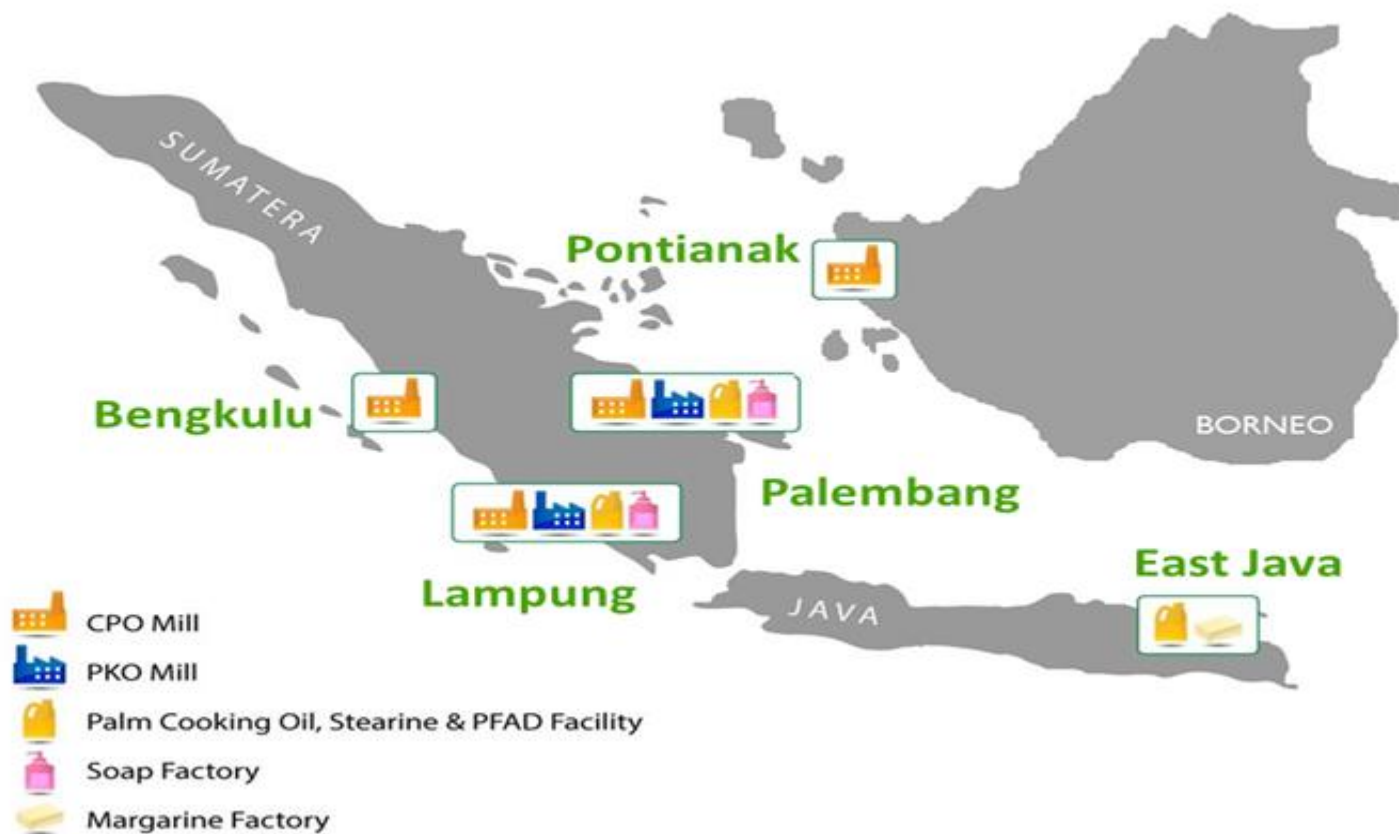 SUMATERA
Pontianak
Bengkulu
BORNEO
Palembang
East Java
Lampung
JAVA
CPO Mill
PKO Mill
Palm Cooking Oil, Stearine & PFAD Facility
Soap Factory
Margarine Factory